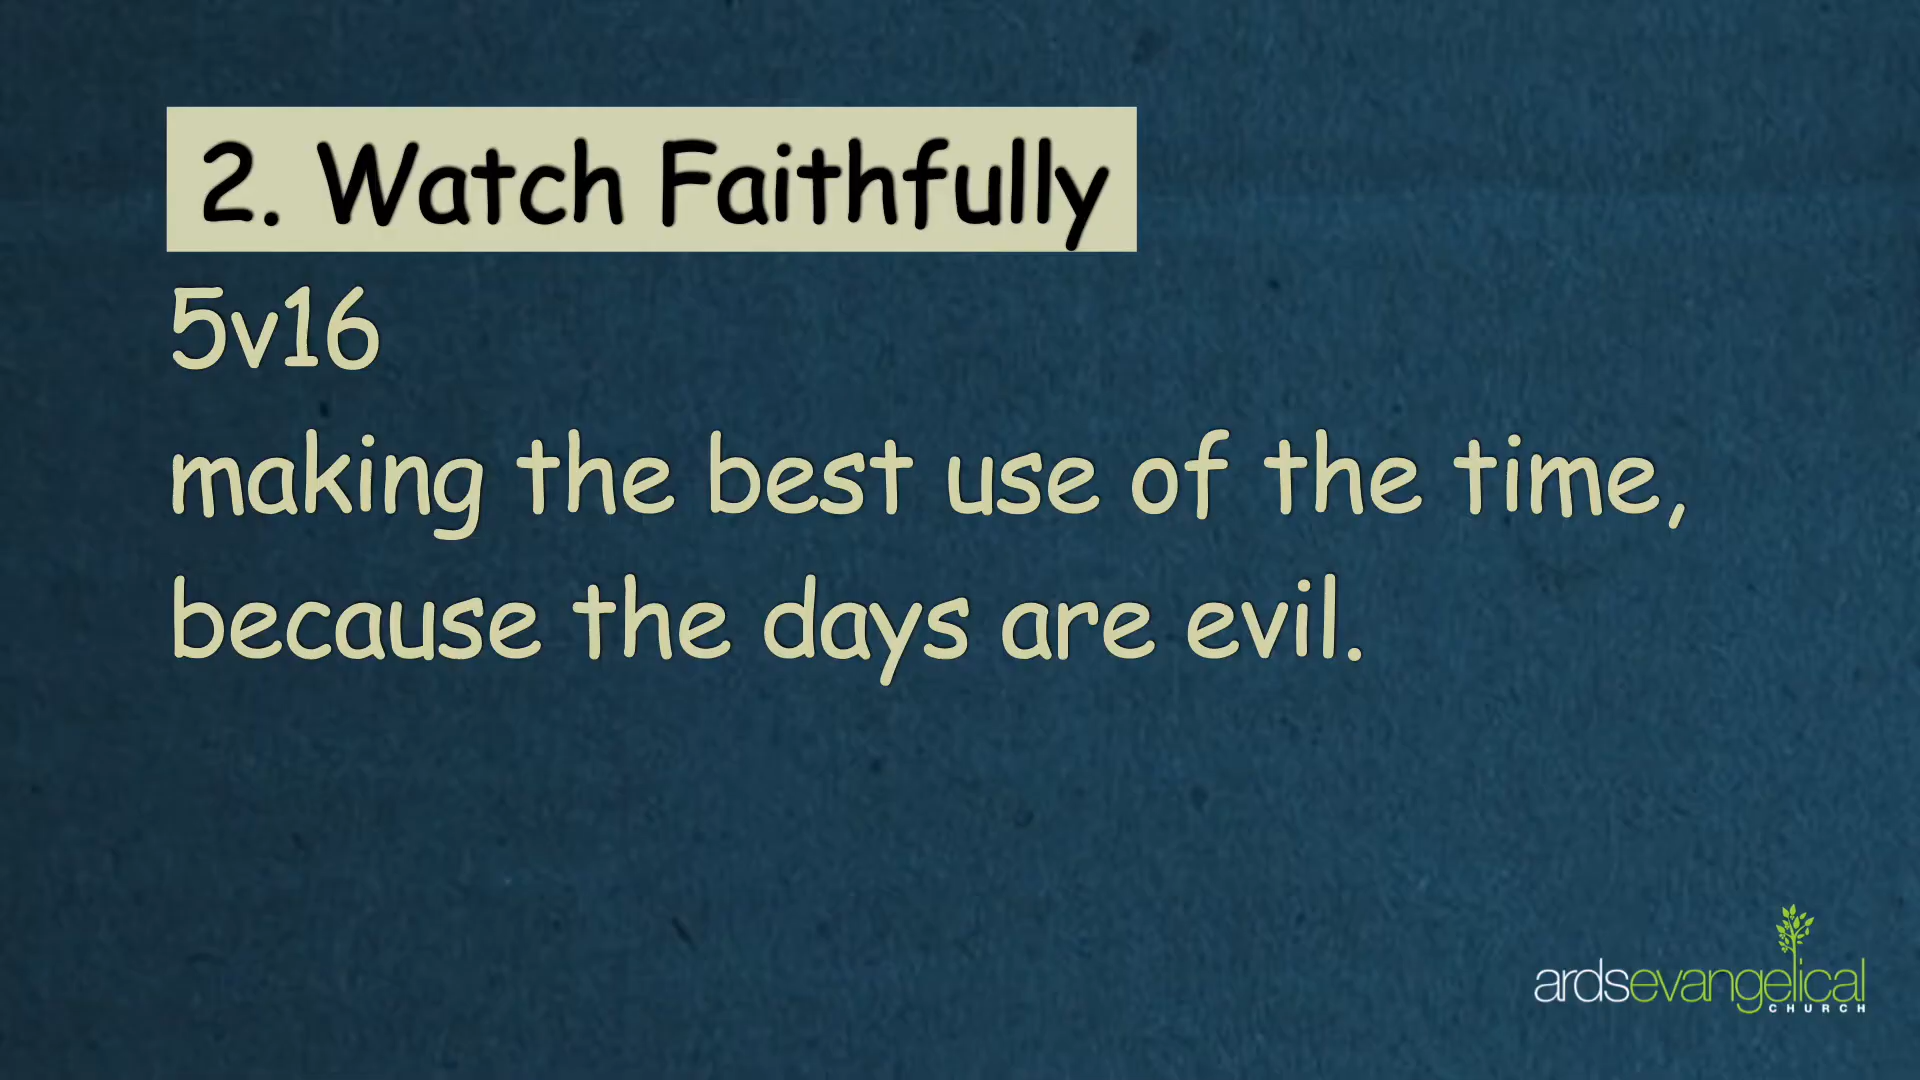 2. Watch Faithfully
5v16
making the best use of the time,
because the days are evil.
ardsevangelical
CHURCH